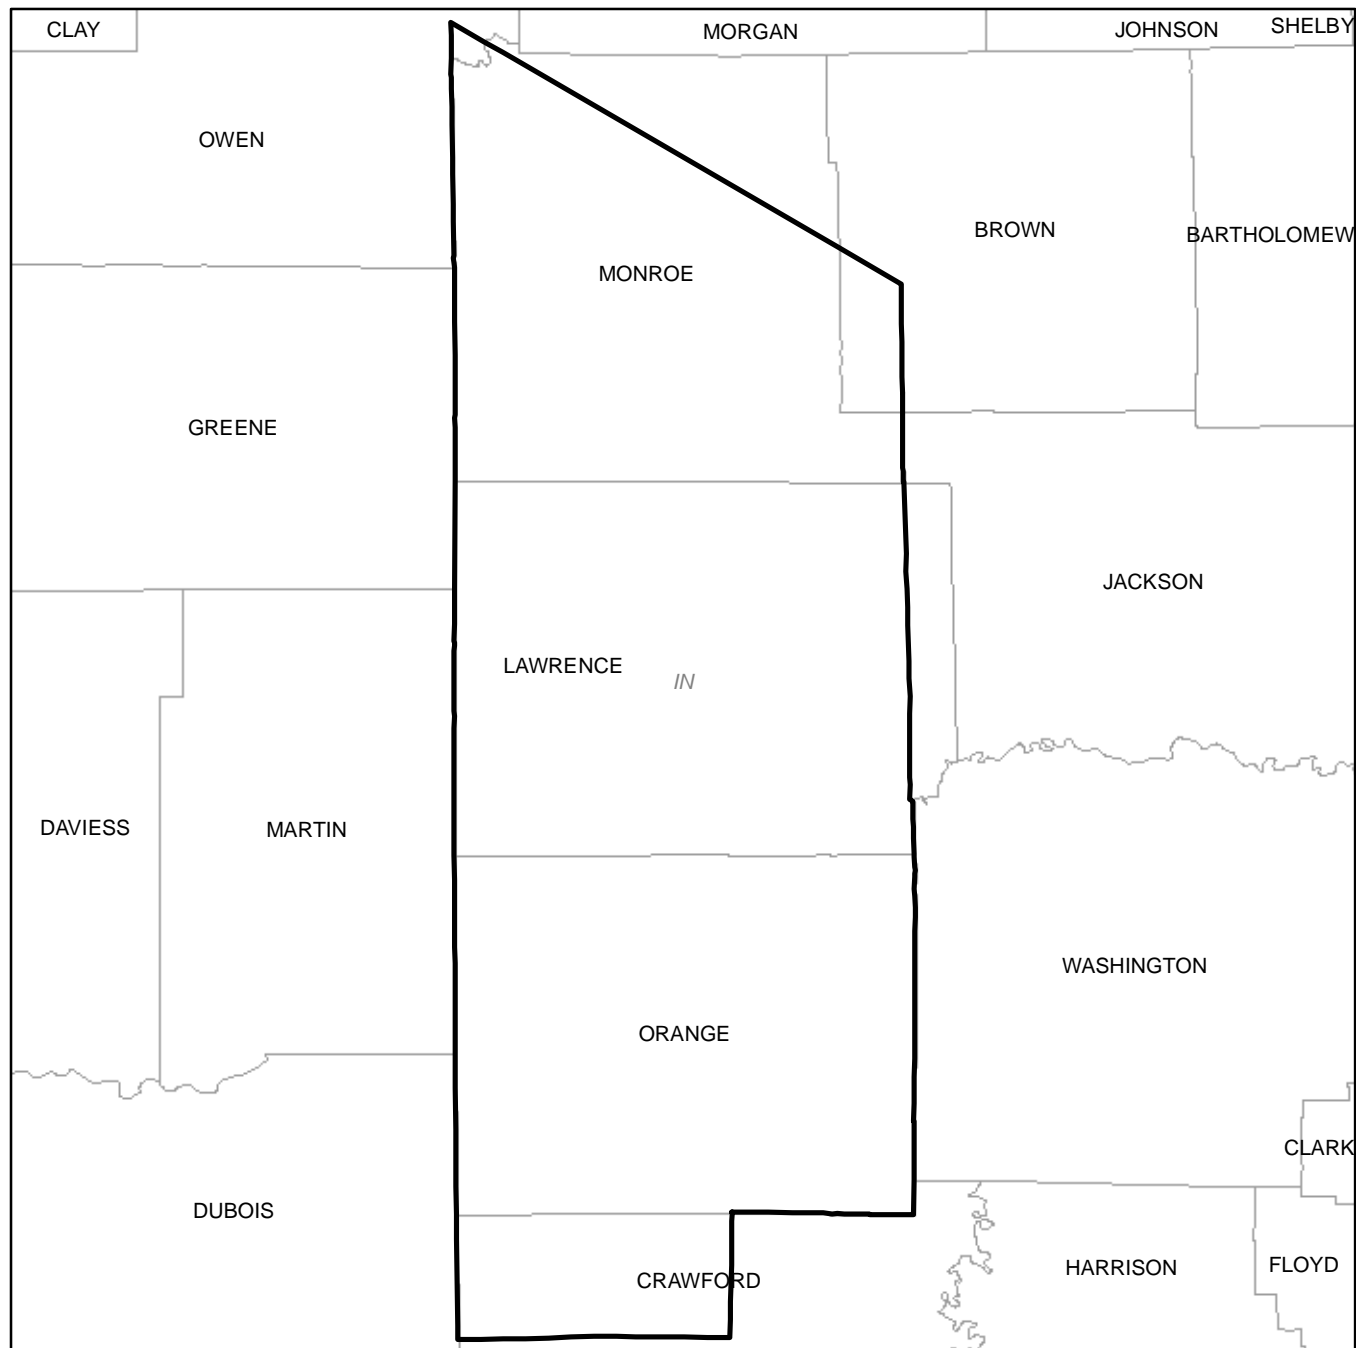 CLAY
MORGAN
JOHNSON
SHELBY
OWEN
BROWN
BARTHOLOMEW
MONROE
GREENE
JACKSON
LAWRENCE
IN
DAVIESS
MARTIN
WASHINGTON
ORANGE
CLARK
DUBOIS
HARRISON
FLOYD
CRAWFORD